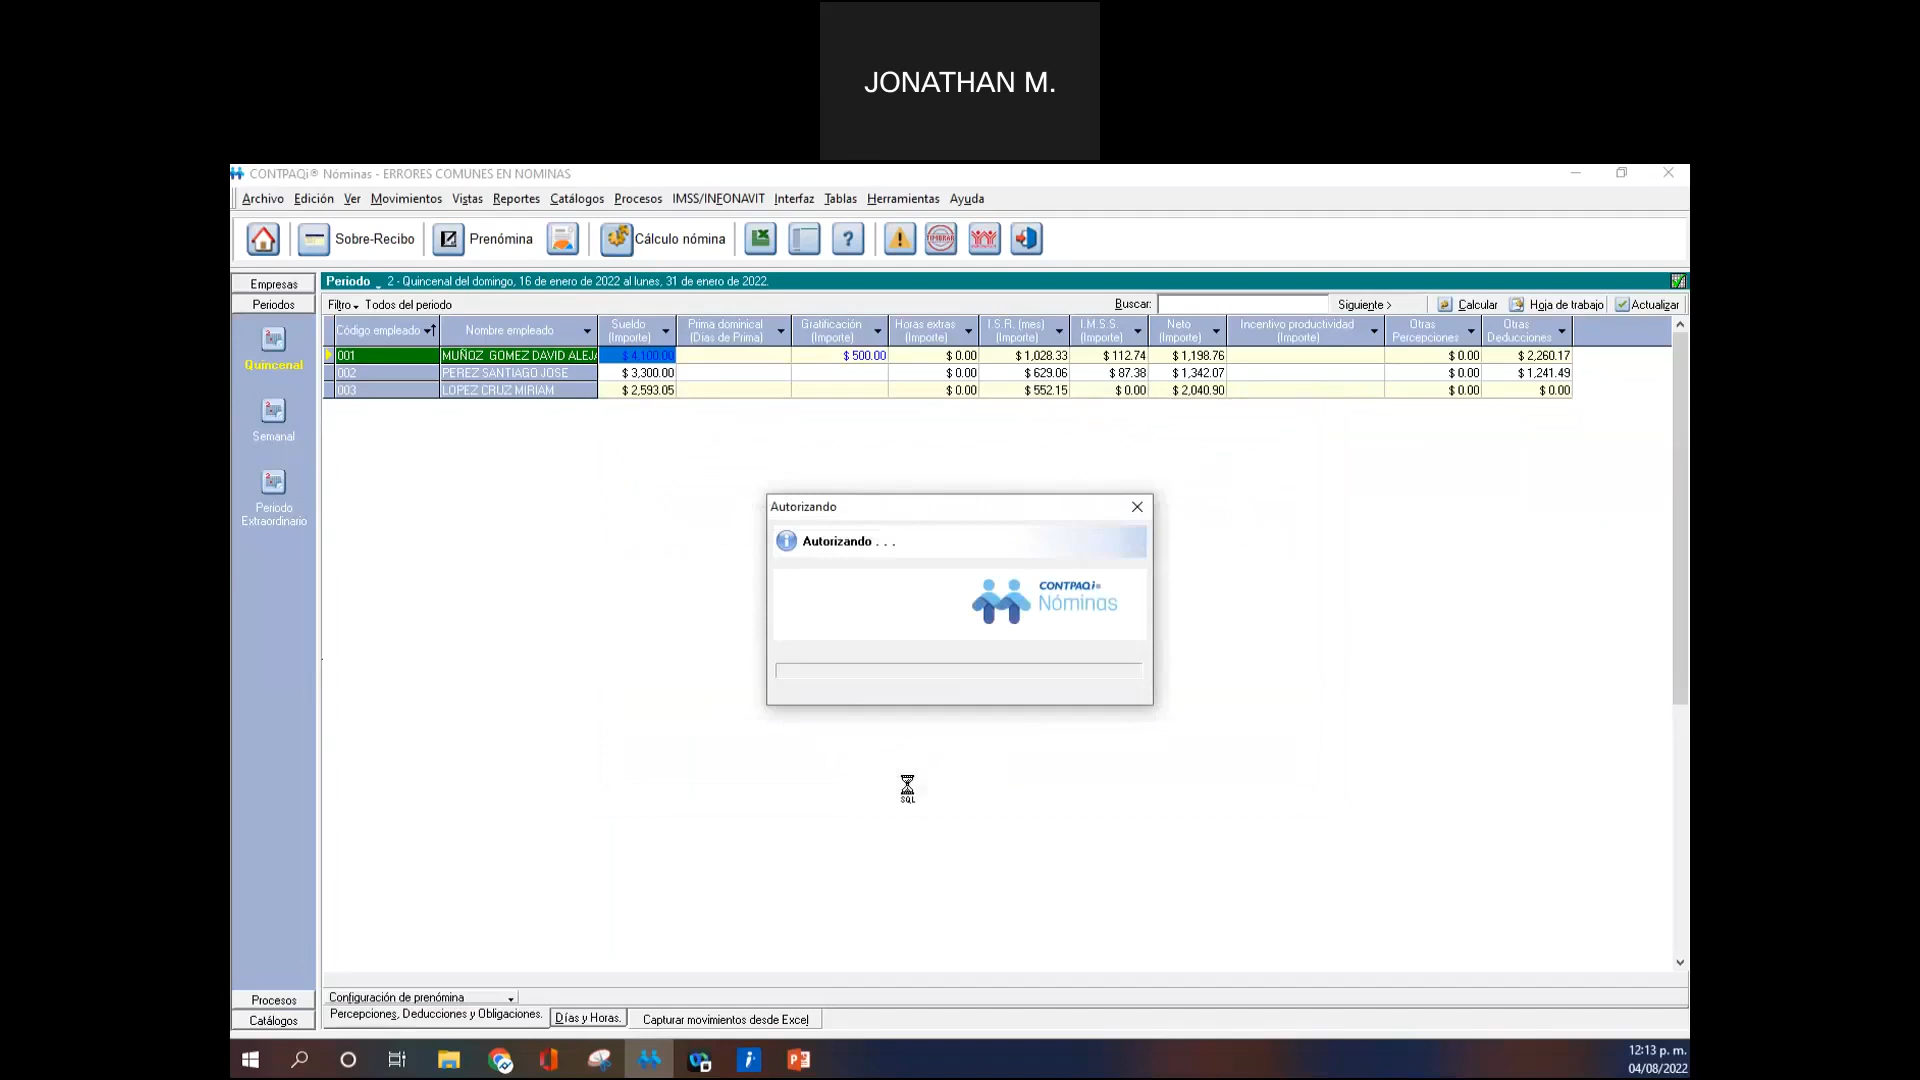 JONATHAN M.
CONTPAQi® Nóminas - ERRORES COMUNES EN NOMINAS
Archivo Edición Ver Movimientos Vistas Reportes Catálogos Procesos IMSS/INFONAVIT Interfaz Tablas Herramientas Ayuda
Sobre-Recibo Prenómina Cálculo nómina TIMBRAR
Empresas
Periodo 2 - Quincenal del domingo, 16 de enero de 2022 al lunes, 31 de enero de 2022.
Periodos
Filtro Todos del periodo Buscar: Siguiente > Calcular Hoja de trabajo Actualizar
Código empleado Nombre empleado Sueldo (Importe) Prima dominical (Días de Prima) Gratificación (Importe) Horas extras (Importe) I.S.R. (mes) (Importe) I.M.S.S. (Importe) Neto (Importe) Incentivo productividad (Importe) Otras Percepciones Otras Deducciones
001 MUÑOZ GOMEZ DAVID ALEJA $ 4,100.00 $ 500.00 $ 0.00 $ 1,028.33 $ 112.74 $ 1,198.76 $ 0.00 $ 2,260.17
002 PEREZ SANTIAGO JOSE $ 3,300.00 $ 0.00 $ 629.06 $ 87.38 $ 1,342.07 $ 0.00 $ 1,241.49
003 LOPEZ CRUZ MIRIAM $ 2,593.05 $ 0.00 $ 552.15 $ 0.00 $ 2,040.90 $ 0.00 $ 0.00
Quincenal
Semanal
Periodo
Extraordinario
Autorizando
Autorizando . . .
CONTPAQi®
Nóminas
SQL
Procesos
Catálogos
Configuración de prenómina
Percepciones, Deducciones y Obligaciones. Días y Horas. Capturar movimientos desde Excel
12:13 p. m.
04/08/2022